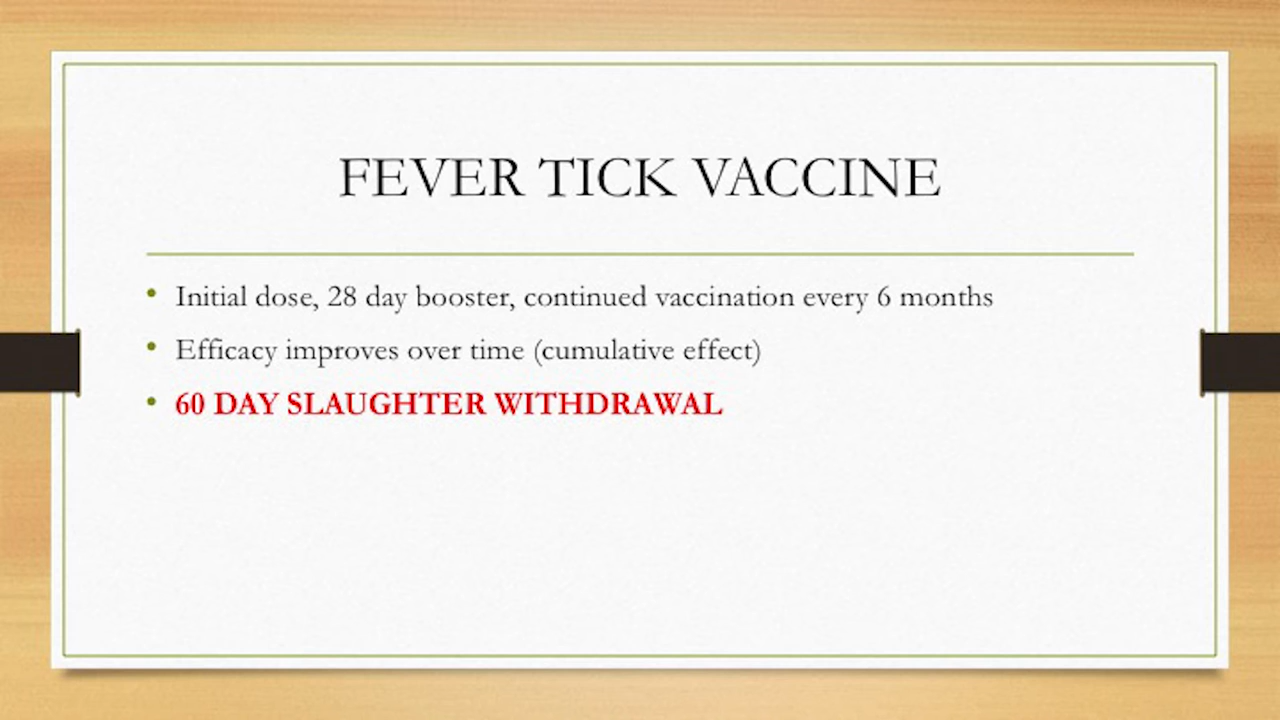 FEVER TICK VACCINE
• Initial dose, 28 day booster, continued vaccination every 6 months
• Efficacy improves over time (cumulative effect)
• 60 DAY SLAUGHTER WITHDRAWAL